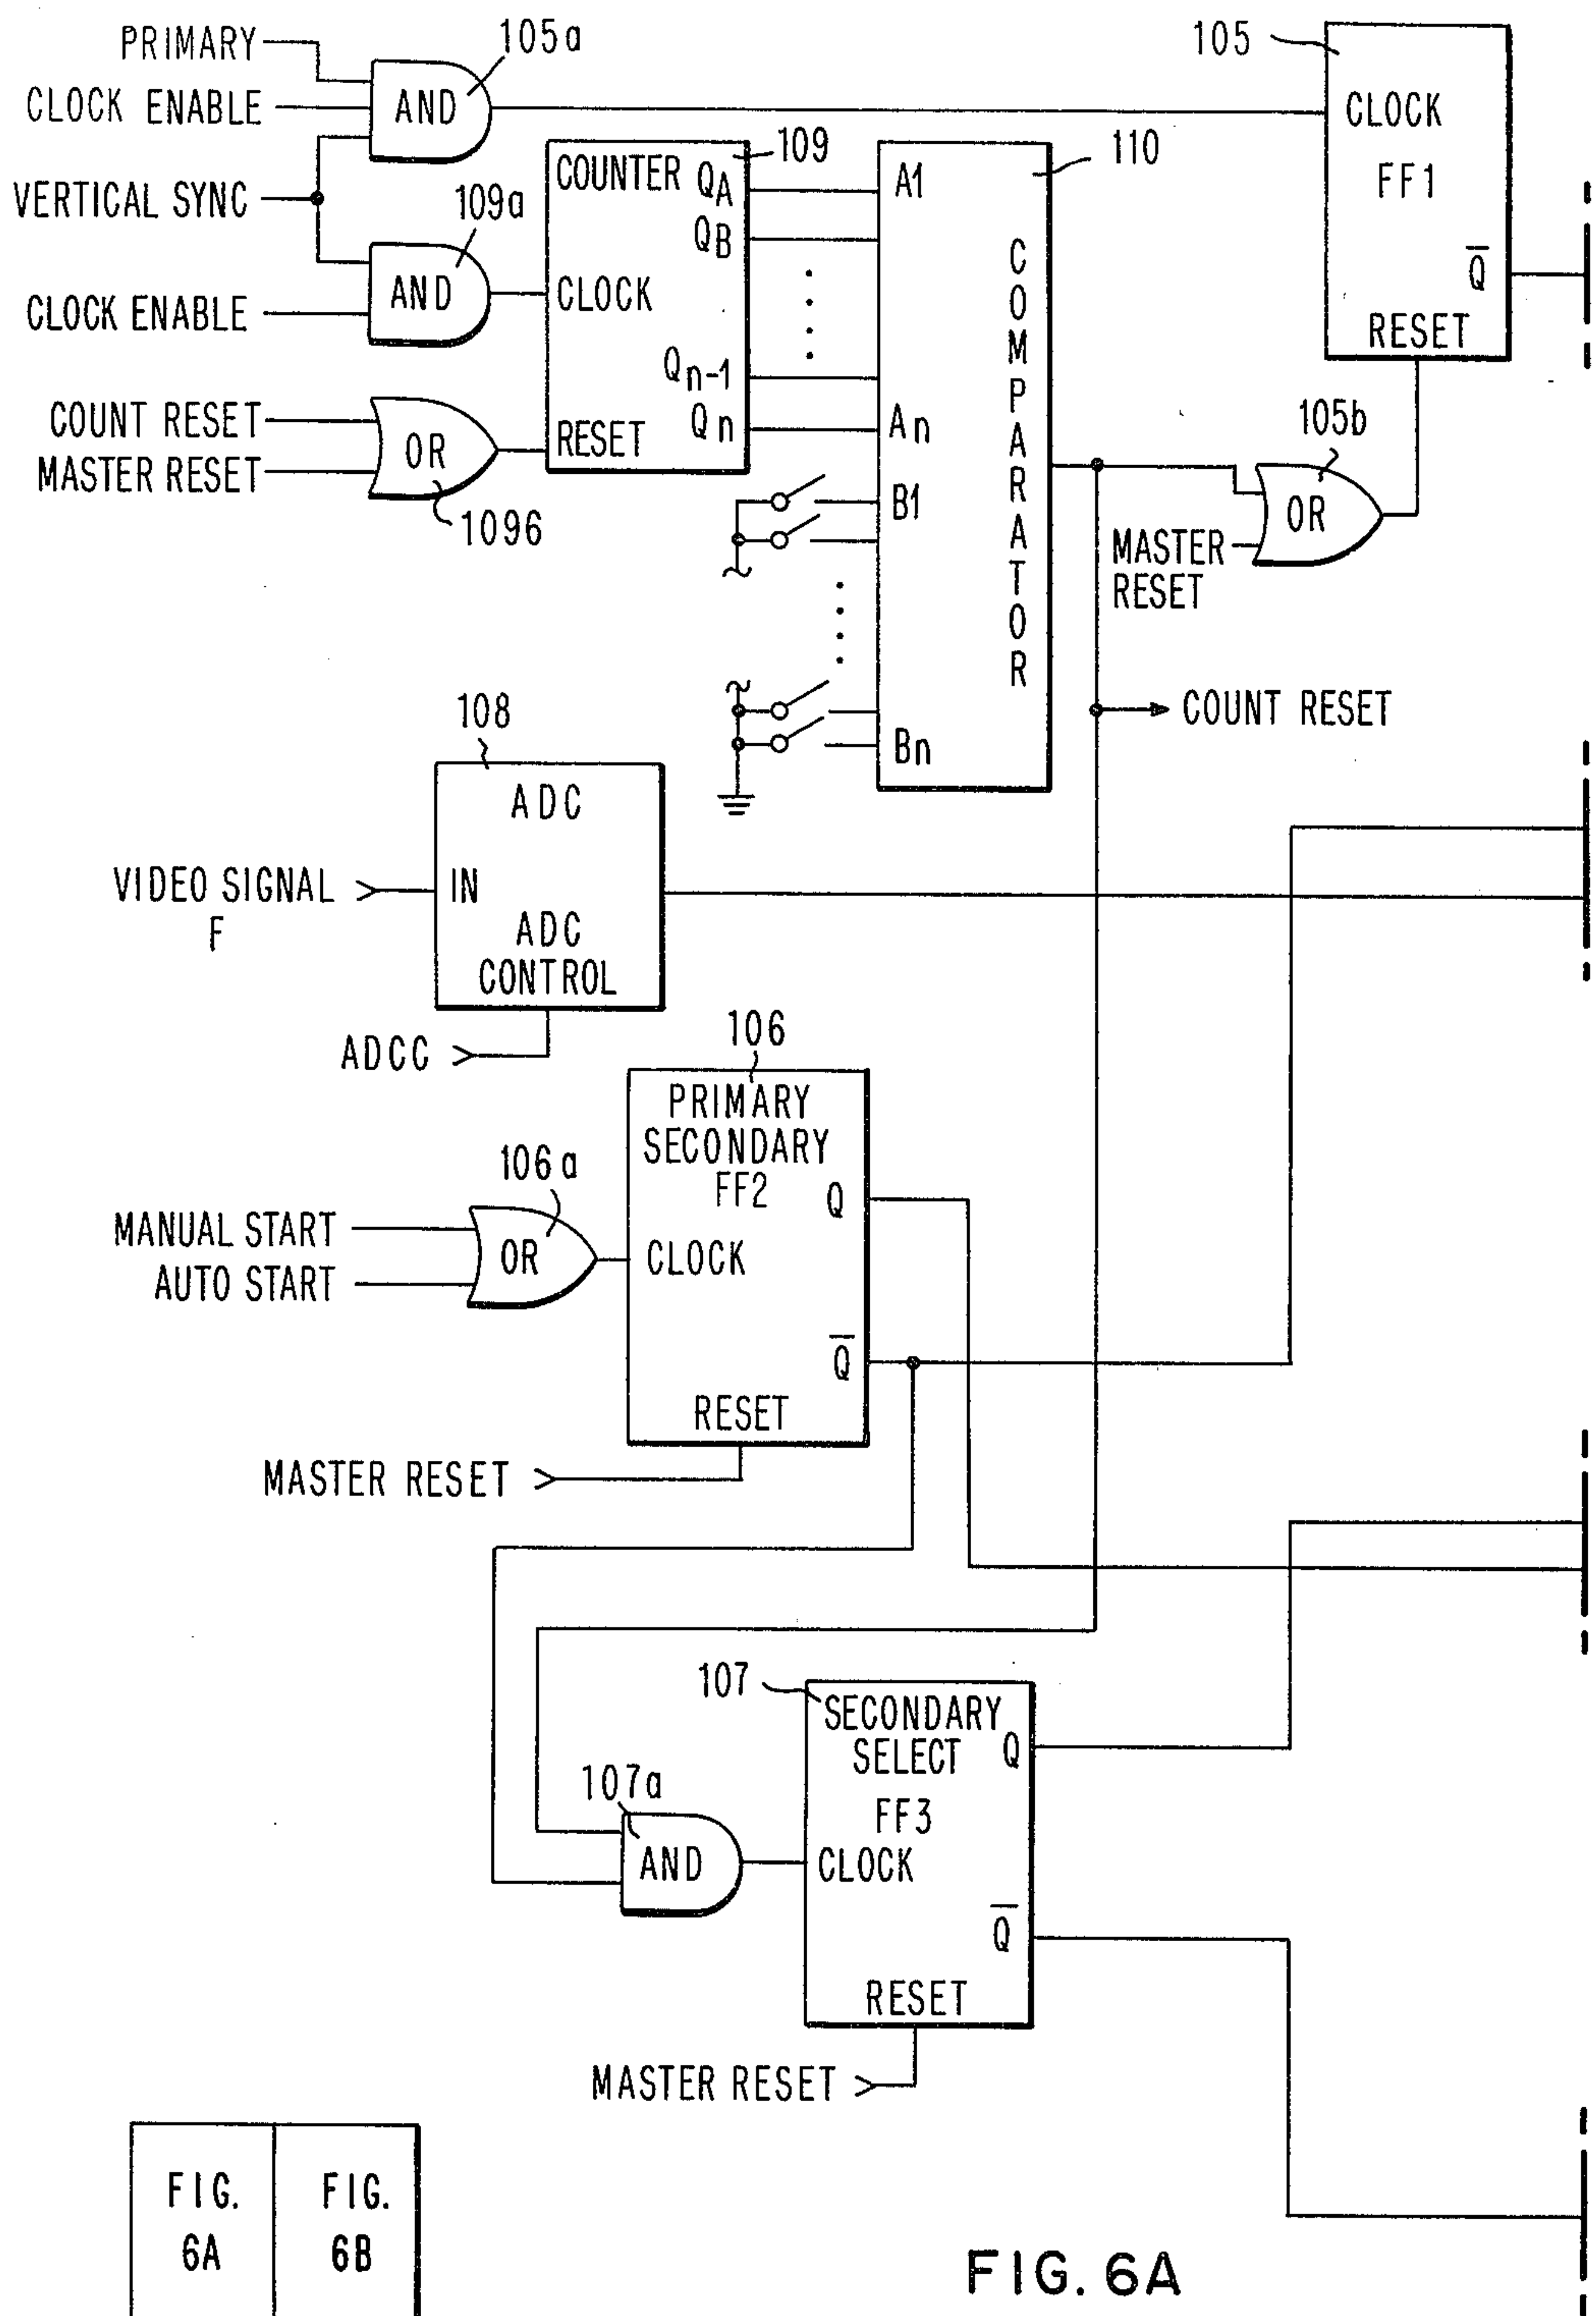 PRIMARY
CLOCK ENABLE
VERTICAL SYNC
CLOCK ENABLE
COUNT RESET
MASTER RESET
AND
105a
AND
109a
OR
1096
COUNTER
109
QA
QB
CLOCK
Qn-1
Qn
RESET
110
A1
An
B1
Bn
COMPARATOR
105
CLOCK
FF1
Q̅
RESET
105b
OR
MASTER
RESET
COUNT RESET
108
ADC
VIDEO SIGNAL
F
IN
ADC
CONTROL
ADCC
106
PRIMARY
SECONDARY
FF2
Q
106a
MANUAL START
AUTO START
OR
CLOCK
Q̅
RESET
MASTER RESET
107
SECONDARY
SELECT
Q
FF3
107a
AND
CLOCK
Q̅
RESET
MASTER RESET
FIG.
6A
FIG.
6B
FIG. 6A